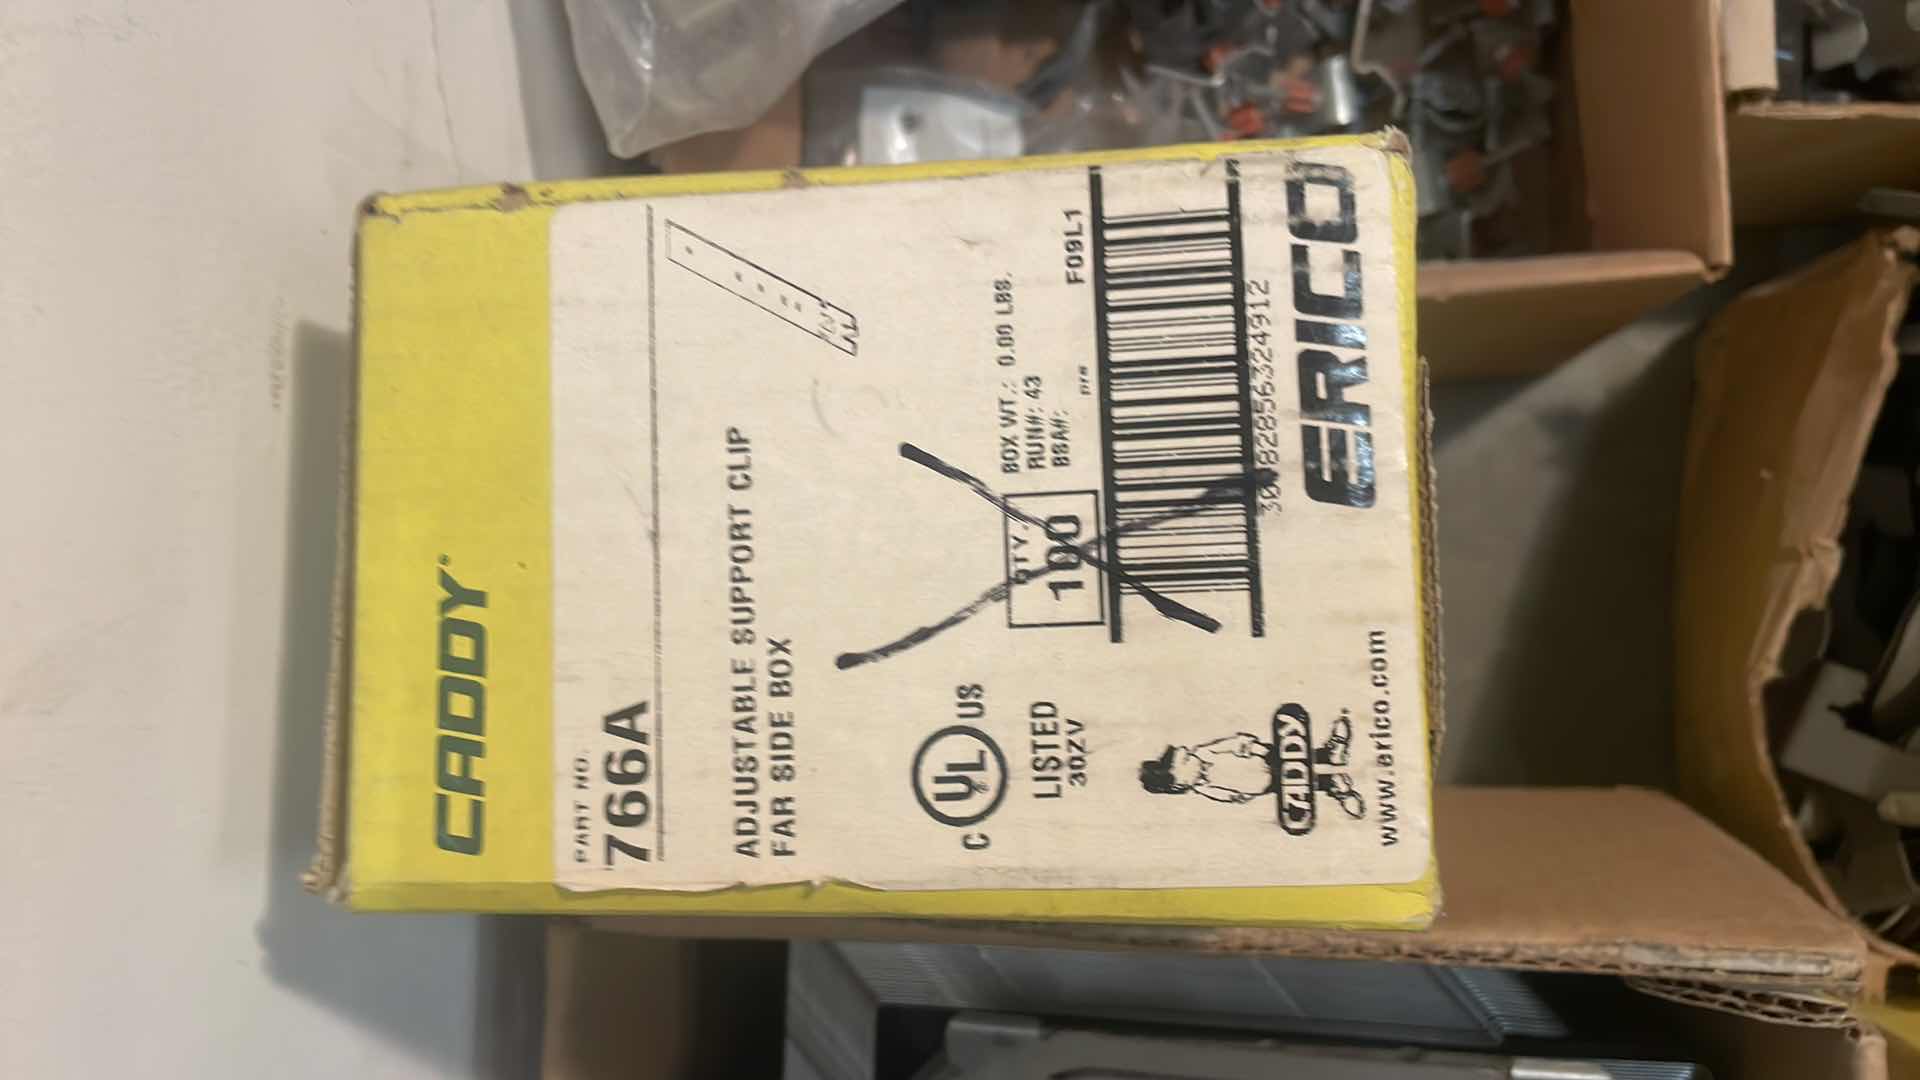 CADDY
PART NO.
766A
ADJUSTABLE SUPPORT CLIP
FAR SIDE BOX
C UL US
LISTED
30ZV
QTY.
100
BOX WT.: 0.00 LBS.
RUN#: 43
BSA#:
F09L1
CADDY
www.erico.com
ERICO